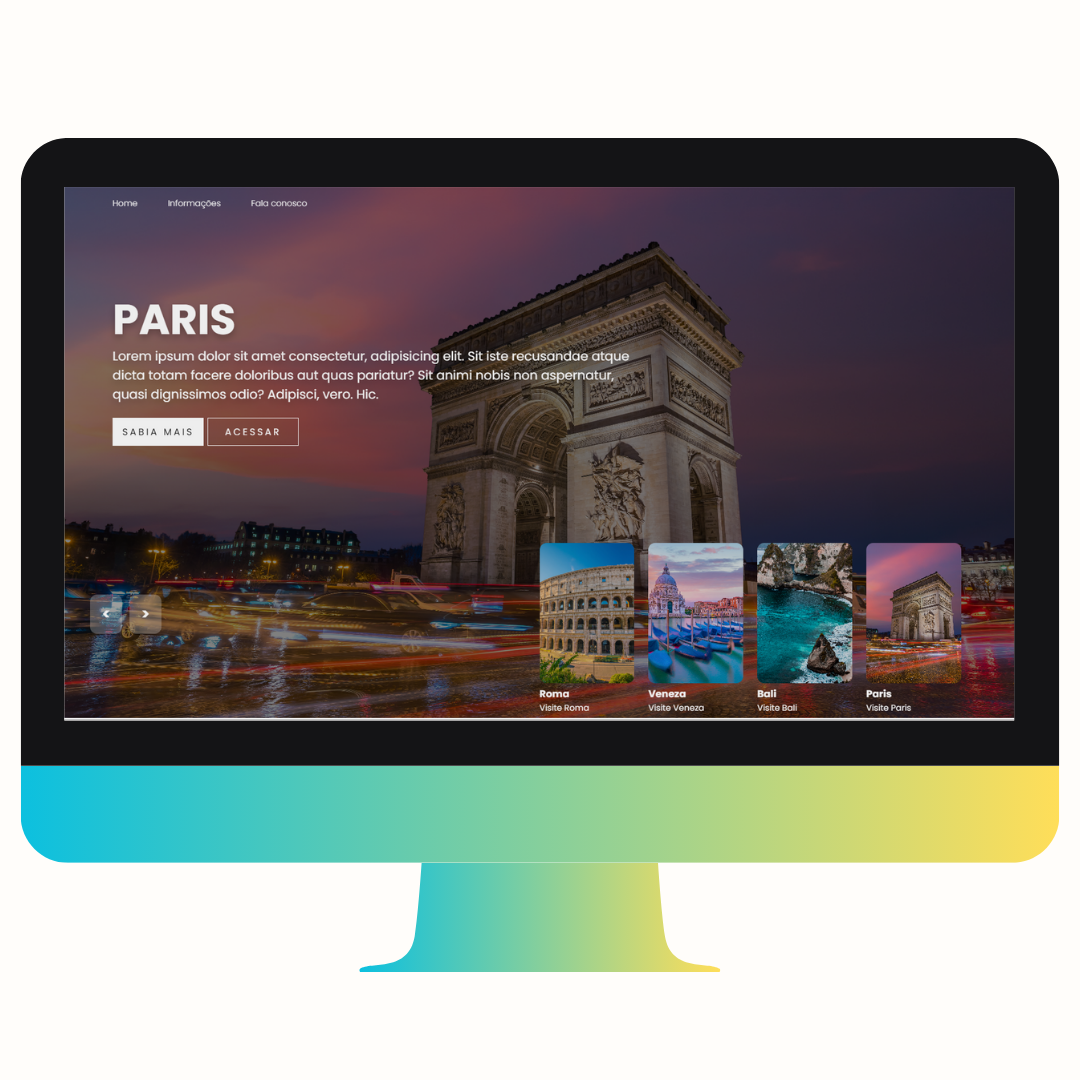 Home Informações Fala conosco
PARIS
Lorem ipsum dolor sit amet consectetur, adipisicing elit. Sit iste recusandae atque
dicta totam facere doloribus aut quas pariatur? Sit animi nobis non aspernatur,
quasi dignissimos odio? Adipisci, vero. Hic.
SABIA MAIS ACESSAR
< >
Roma Veneza Bali Paris
Visite Roma Visite Veneza Visite Bali Visite Paris